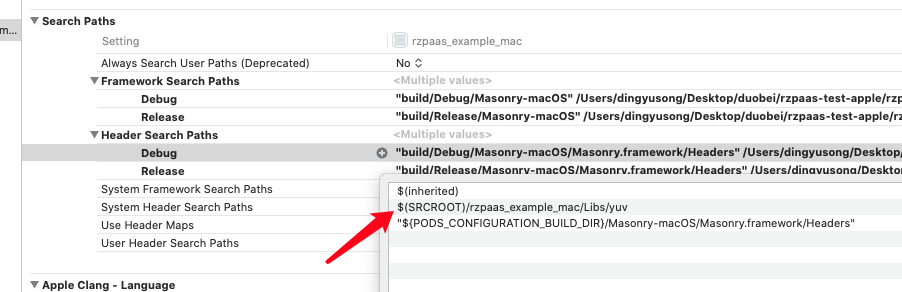 m...
Search Paths
Setting rzpaas_example_mac
Always Search User Paths (Deprecated) No
Framework Search Paths <Multiple values>
Debug "build/Debug/Masonry-macOS" /Users/dingyusong/Desktop/duobei/rzpaas-test-apple/rzp
Release "build/Release/Masonry-macOS" /Users/dingyusong/Desktop/duobei/rzpaas-test-apple/rz
Header Search Paths <Multiple values>
Debug "build/Debug/Masonry-macOS/Masonry.framework/Headers" /Users/dingyusong/Desktop/
Release "build/Release/Masonry-macOS/Masonry.framework/Headers" /Users/dingyusong/Deskto
System Framework Search Paths $(inherited)
System Header Search Paths $(SRCROOT)/rzpaas_example_mac/Libs/yuv
Use Header Maps "${PODS_CONFIGURATION_BUILD_DIR}/Masonry-macOS/Masonry.framework/Headers"
User Header Search Paths
Apple Clang - Language